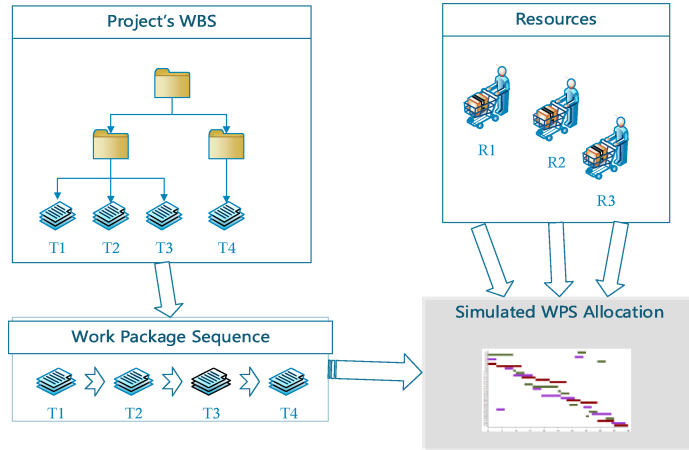 Project's WBS
T1 T2 T3 T4
Resources
R1
R2
R3
Work Package Sequence
T1 T2 T3 T4
Simulated WPS Allocation